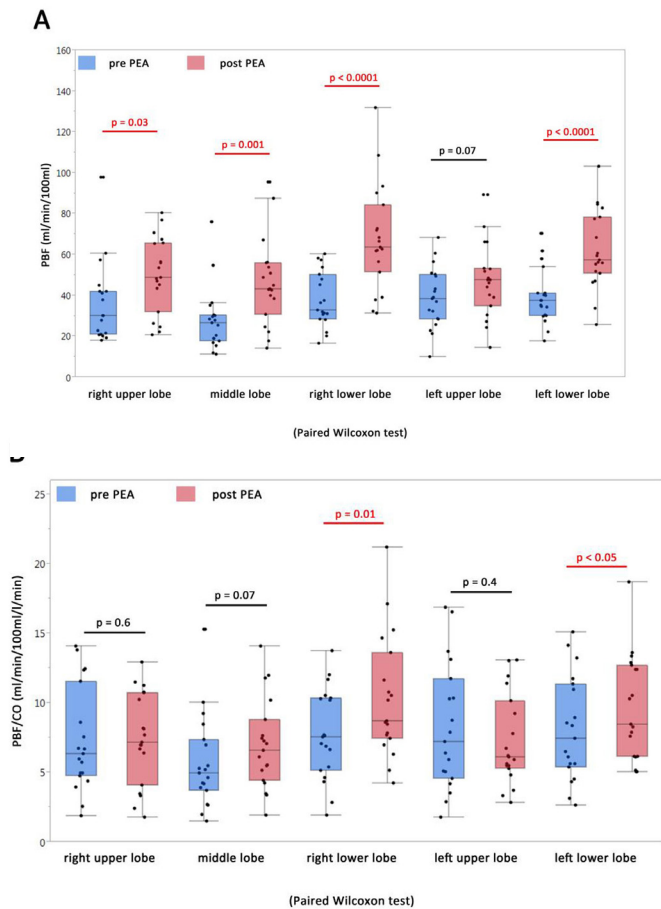 A
160
pre PEA
post PEA
p < 0.0001
140
p = 0.03
120
p = 0.001
p = 0.07
p < 0.0001
100
PBF (ml/min/100ml)
80
60
40
20
0
right upper lobe
middle lobe
right lower lobe
left upper lobe
left lower lobe
(Paired Wilcoxon test)
25
pre PEA
post PEA
p = 0.01
20
p < 0.05
p = 0.4
p = 0.07
p = 0.6
15
PBF/CO (ml/min/100ml/l/min)
10
5
0
right upper lobe
middle lobe
right lower lobe
left upper lobe
left lower lobe
(Paired Wilcoxon test)